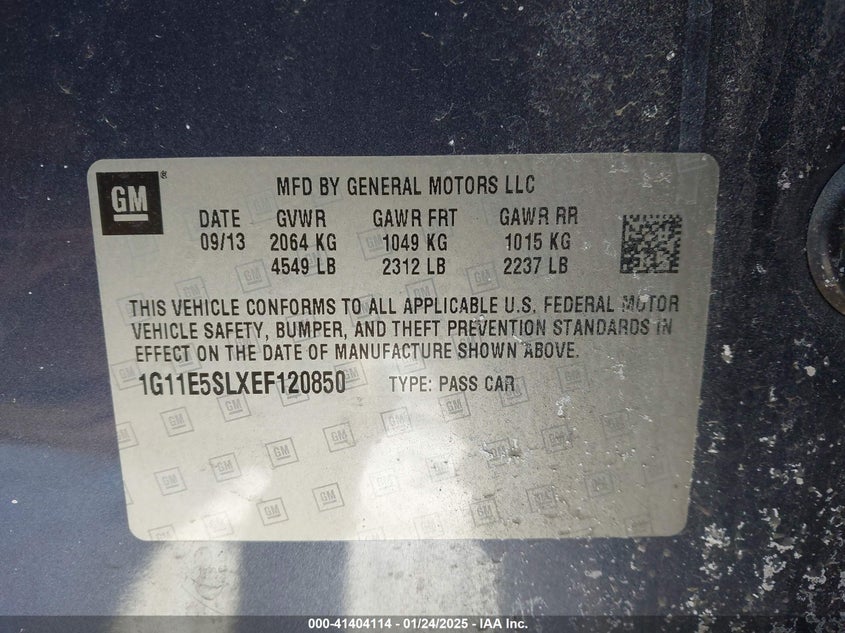 GM ®
MFD BY GENERAL MOTORS LLC
DATE GVWR GAWR FRT GAWR RR
09/13 2064 KG 1049 KG 1015 KG
4549 LB 2312 LB 2237 LB
THIS VEHICLE CONFORMS TO ALL APPLICABLE U.S. FEDERAL MOTOR
VEHICLE SAFETY, BUMPER, AND THEFT PREVENTION STANDARDS IN
EFFECT ON THE DATE OF MANUFACTURE SHOWN ABOVE.
1G11E5SLXEF120850 TYPE: PASS CAR
000-41404114 — 01/24/2025 — IAA Inc.